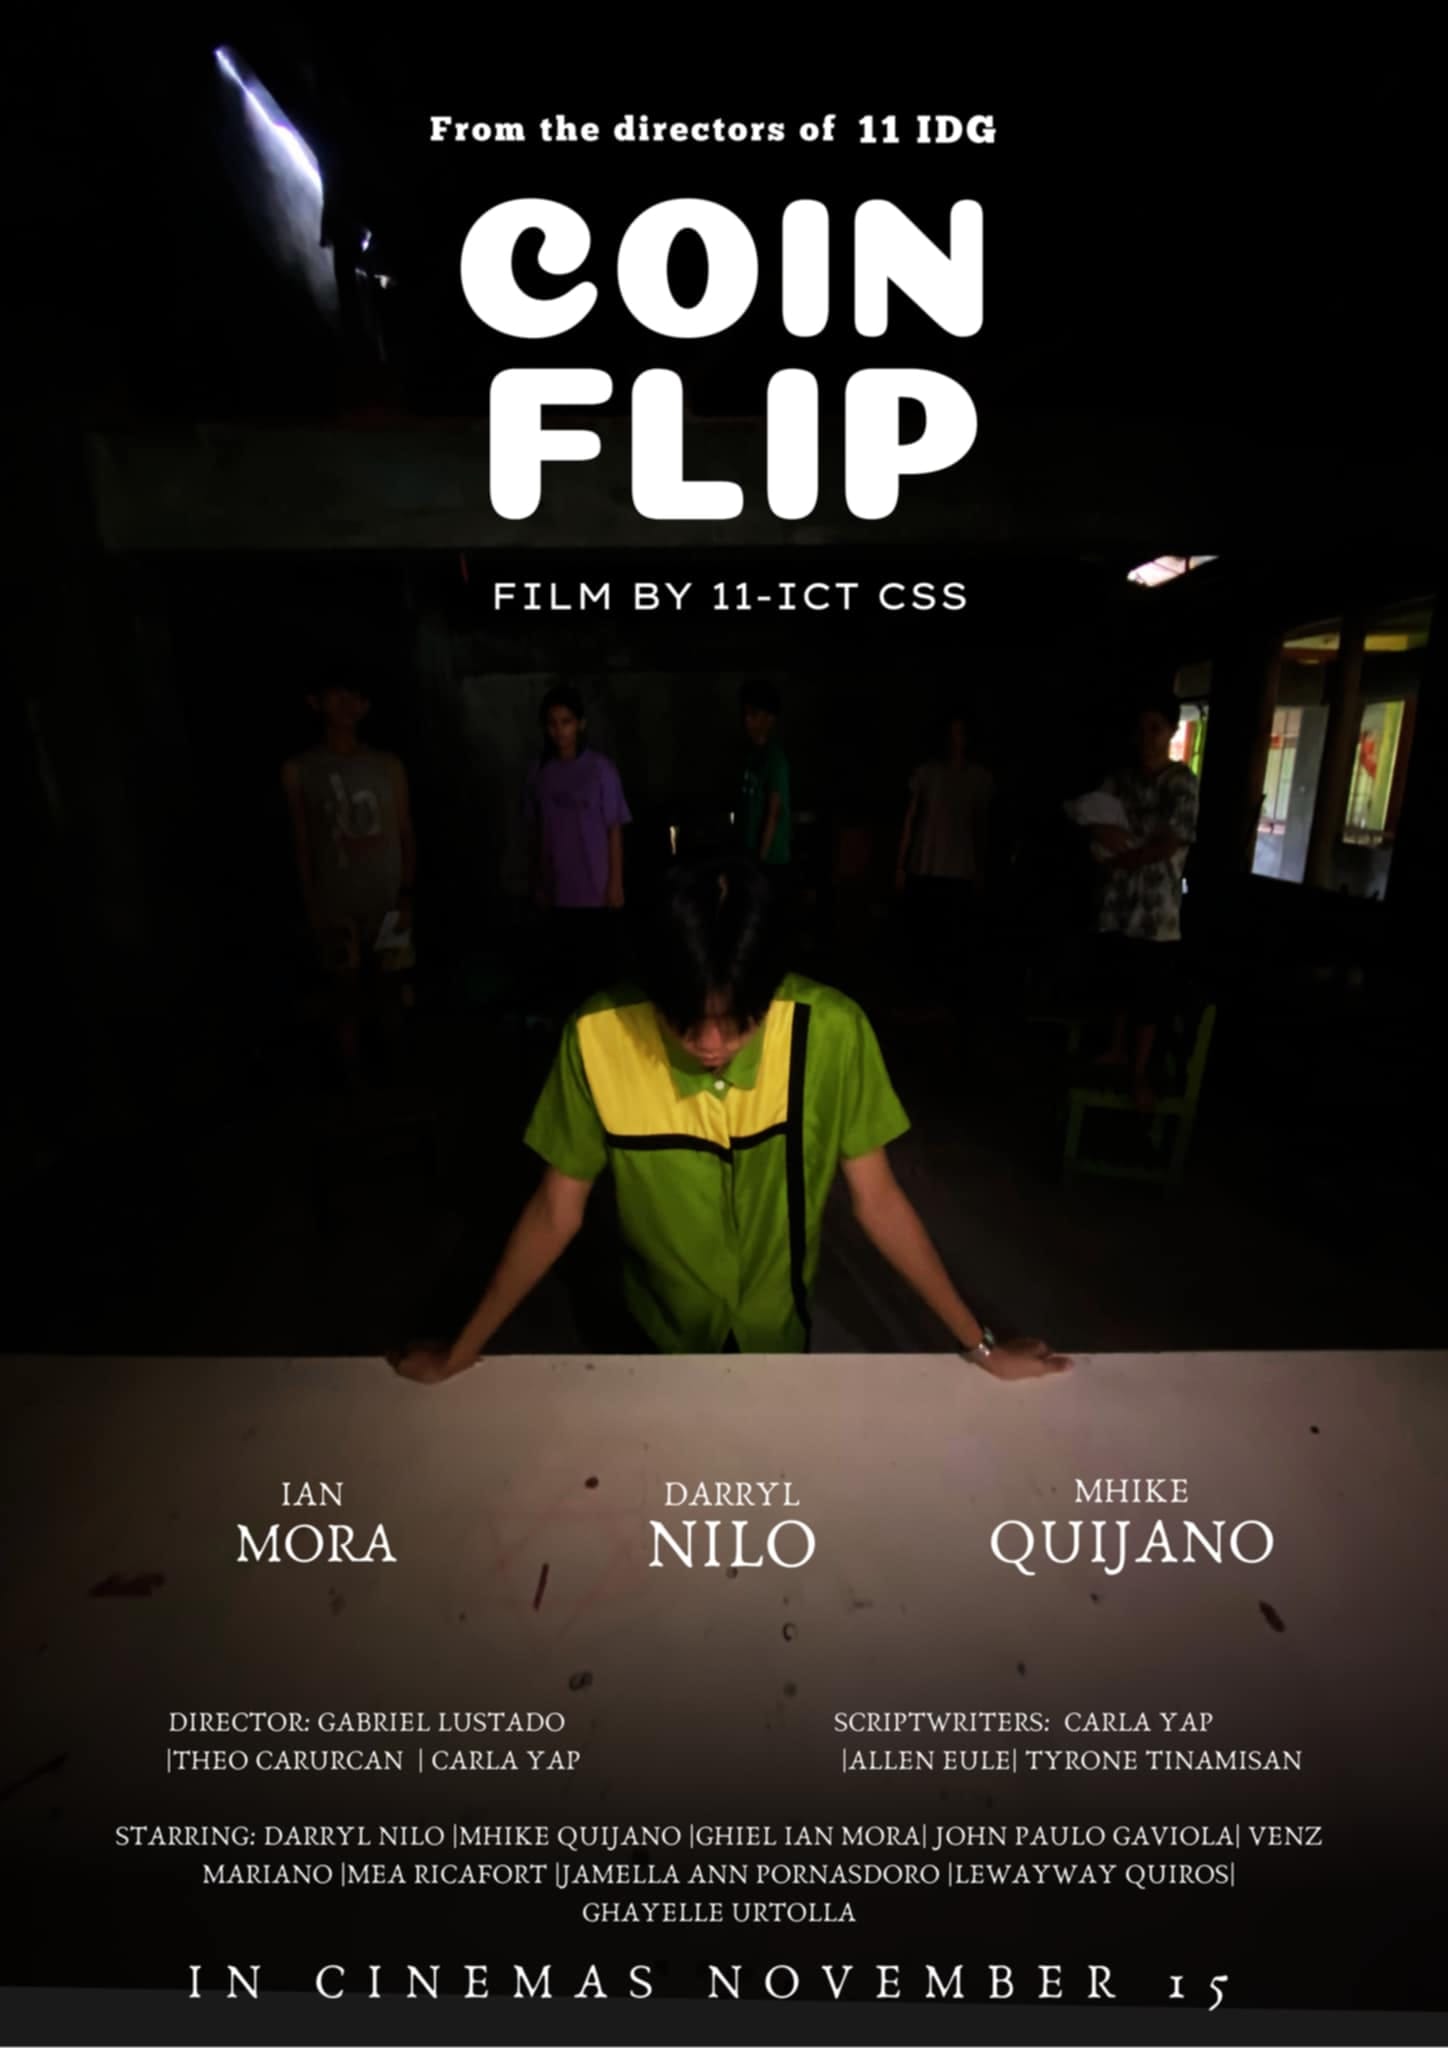 From the directors of 11 IDG
COIN
FLIP
FILM BY 11-ICT CSS
IAN
MORA
DARRYL
NILO
MHIKE
QUIJANO
DIRECTOR: GABRIEL LUSTADO
|THEO CARURCAN | CARLA YAP
SCRIPTWRITERS: CARLA YAP
|ALLEN EULE| TYRONE TINAMISAN
STARRING: DARRYL NILO |MHIKE QUIJANO |GHIEL IAN MORA| JOHN PAULO GAVIOLA| VENZ
MARIANO |MEA RICAFORT |JAMELLA ANN PORNASDORO |LEWAYWAY QUIROS|
GHAYELLE URTOLLA
IN CINEMAS NOVEMBER 15